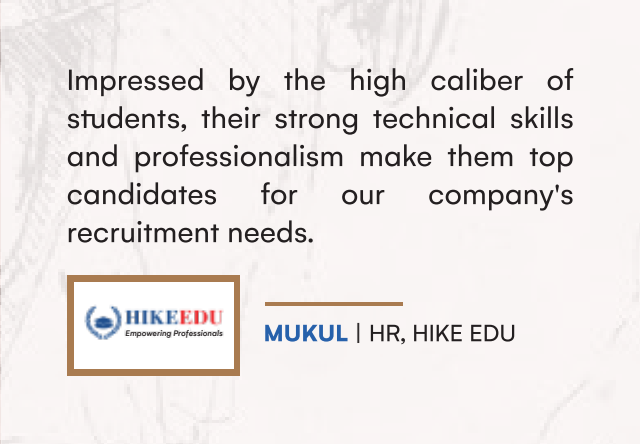 Impressed by the high caliber of
students, their strong technical skills
and professionalism make them top
candidates for our company's
recruitment needs.
HIKEEDU
Empowering Professionals
MUKUL | HR, HIKE EDU